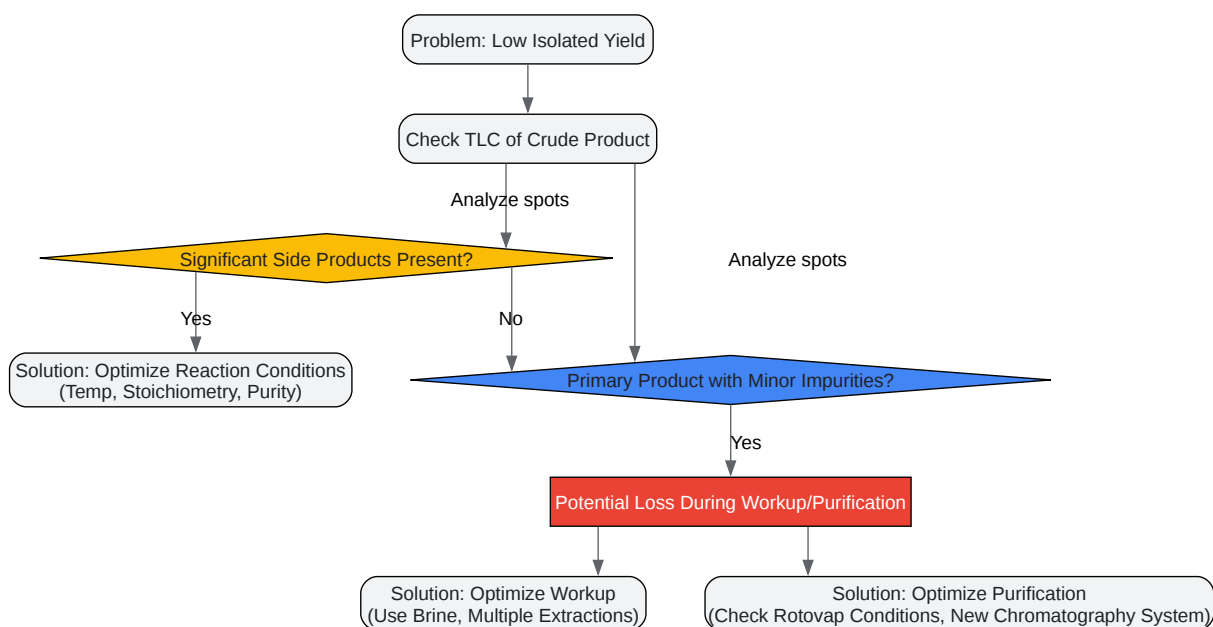 Problem: Low Isolated Yield
Check TLC of Crude Product
Analyze spots
Significant Side Products Present?
Analyze spots
Yes
No
Solution: Optimize Reaction Conditions
(Temp, Stoichiometry, Purity)
Primary Product with Minor Impurities?
Yes
Potential Loss During Workup/Purification
Solution: Optimize Workup
(Use Brine, Multiple Extractions)
Solution: Optimize Purification
(Check Rotovap Conditions, New Chromatography System)